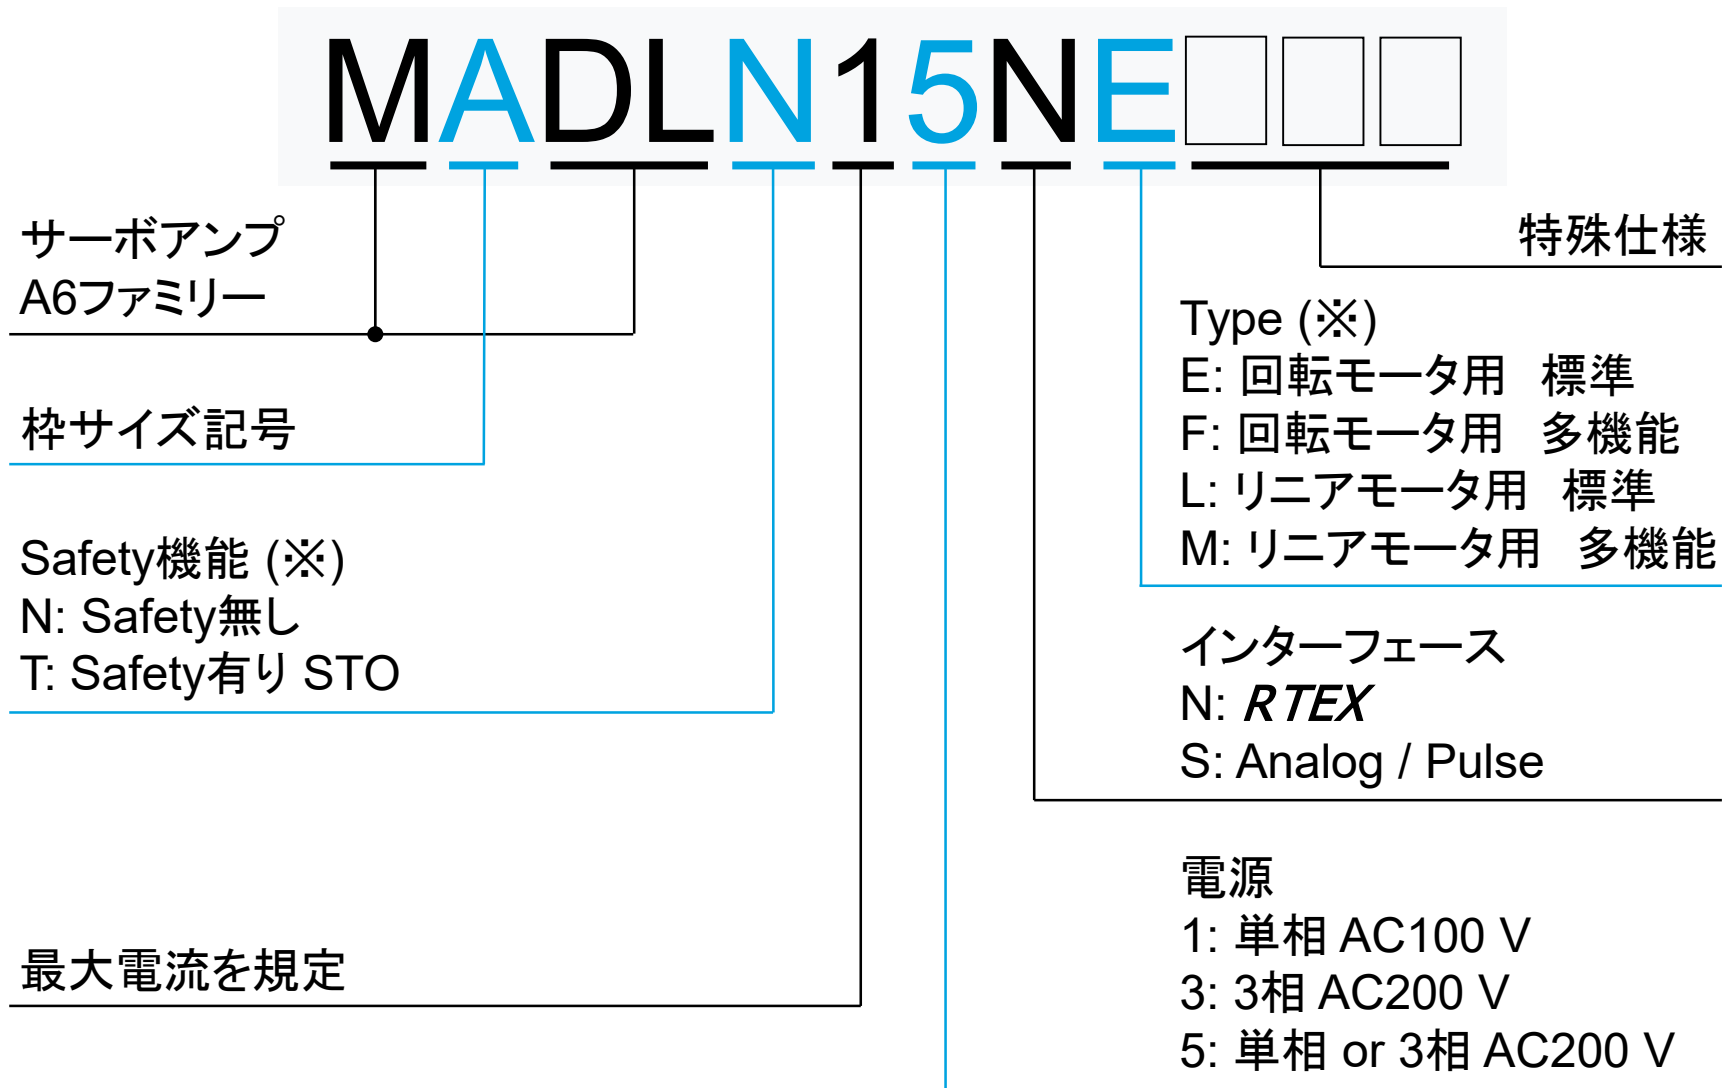 MADLN15NE□□□
サーボアンプ
A6ファミリー
枠サイズ記号
Safety機能 (※)
N: Safety無し
T: Safety有り STO
最大電流を規定
特殊仕様
Type (※)
E: 回転モータ用　標準
F: 回転モータ用　多機能
L: リニアモータ用　標準
M: リニアモータ用　多機能
インターフェース
N: RTEX
S: Analog / Pulse
電源
1: 単相 AC100 V
3: 3相 AC200 V
5: 単相 or 3相 AC200 V